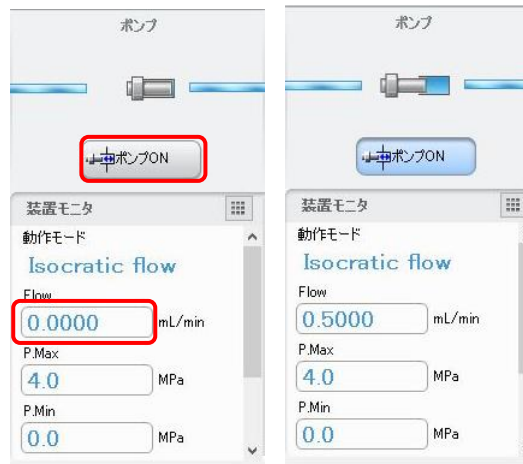 ポンプ
ポンプON
装置モニタ
動作モード
Isocratic flow
Flow
0.0000 mL/min
P.Max
4.0 MPa
P.Min
0.0 MPa
ポンプ
ポンプON
装置モニタ
動作モード
Isocratic flow
Flow
0.5000 mL/min
P.Max
4.0 MPa
P.Min
0.0 MPa